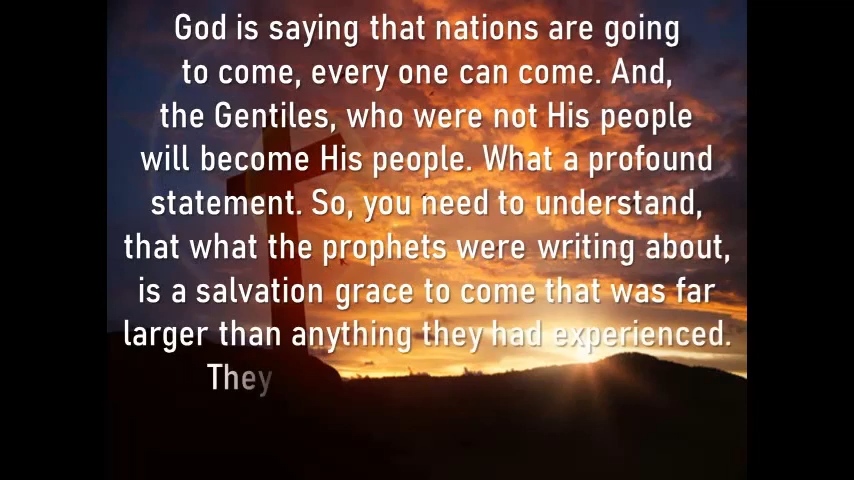 God is saying that nations are going
to come, every one can come. And,
the Gentiles, who were not His people
will become His people. What a profound
statement. So, you need to understand,
that what the prophets were writing about,
is a salvation grace to come that was far
larger than anything they had experienced.
They